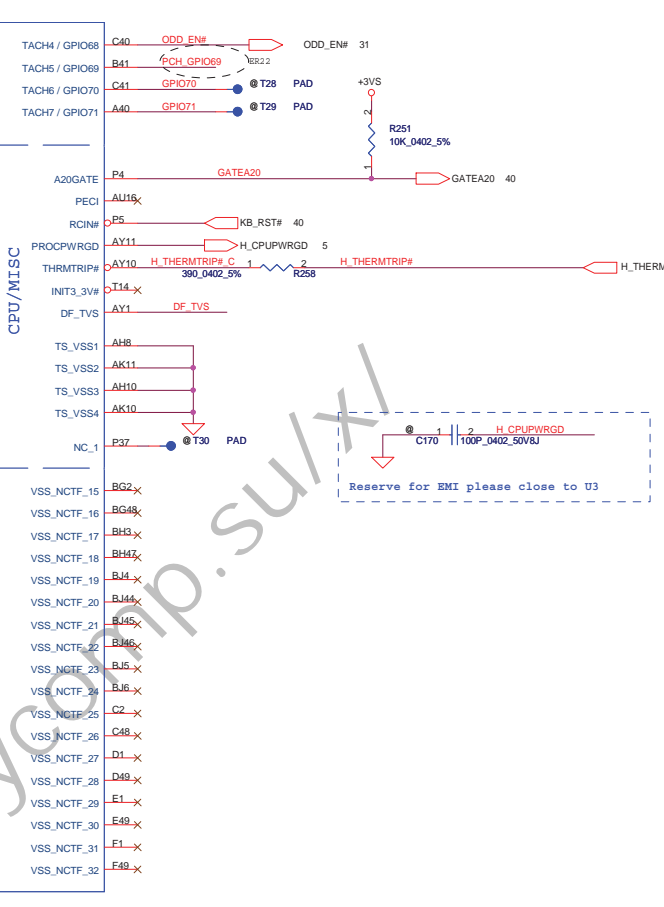 TACH4 / GPIO68 C40 ODD_EN# ODD_EN# 31
TACH5 / GPIO69 B41 PCH_GPIO69 ER22
TACH6 / GPIO70 C41 GPIO70 @ T28 PAD
TACH7 / GPIO71 A40 GPIO71 @ T29 PAD
+3VS
2
R251
10K_0402_5%
1
A20GATE P4 GATEA20 GATEA20 40
PECI AU16
RCIN# P5 KB_RST# 40
PROCPWRGD AY11 H_CPUPWRGD 5
THRMTRIP# AY10 H_THERMTRIP#_C 1 2 H_THERMTRIP# H_THERM
390_0402_5% R258
INIT3_3V# T14
DF_TVS AY1 DF_TVS
CPU/MISC
TS_VSS1 AH8
TS_VSS2 AK11
TS_VSS3 AH10
TS_VSS4 AK10
NC_1 P37 @ T30 PAD
@ 1 2 H_CPUPWRGD
C170 100P_0402_50V8J
Reserve for EMI please close to U3
VSS_NCTF_15 BG2
VSS_NCTF_16 BG48
VSS_NCTF_17 BH3
VSS_NCTF_18 BH47
VSS_NCTF_19 BJ4
VSS_NCTF_20 BJ44
VSS_NCTF_21 BJ45
VSS_NCTF_22 BJ46
VSS_NCTF_23 BJ5
VSS_NCTF_24 BJ6
VSS_NCTF_25 C2
VSS_NCTF_26 C48
VSS_NCTF_27 D1
VSS_NCTF_28 D49
VSS_NCTF_29 E1
VSS_NCTF_30 E49
VSS_NCTF_31 F1
VSS_NCTF_32 F49
ycomp.su/x/